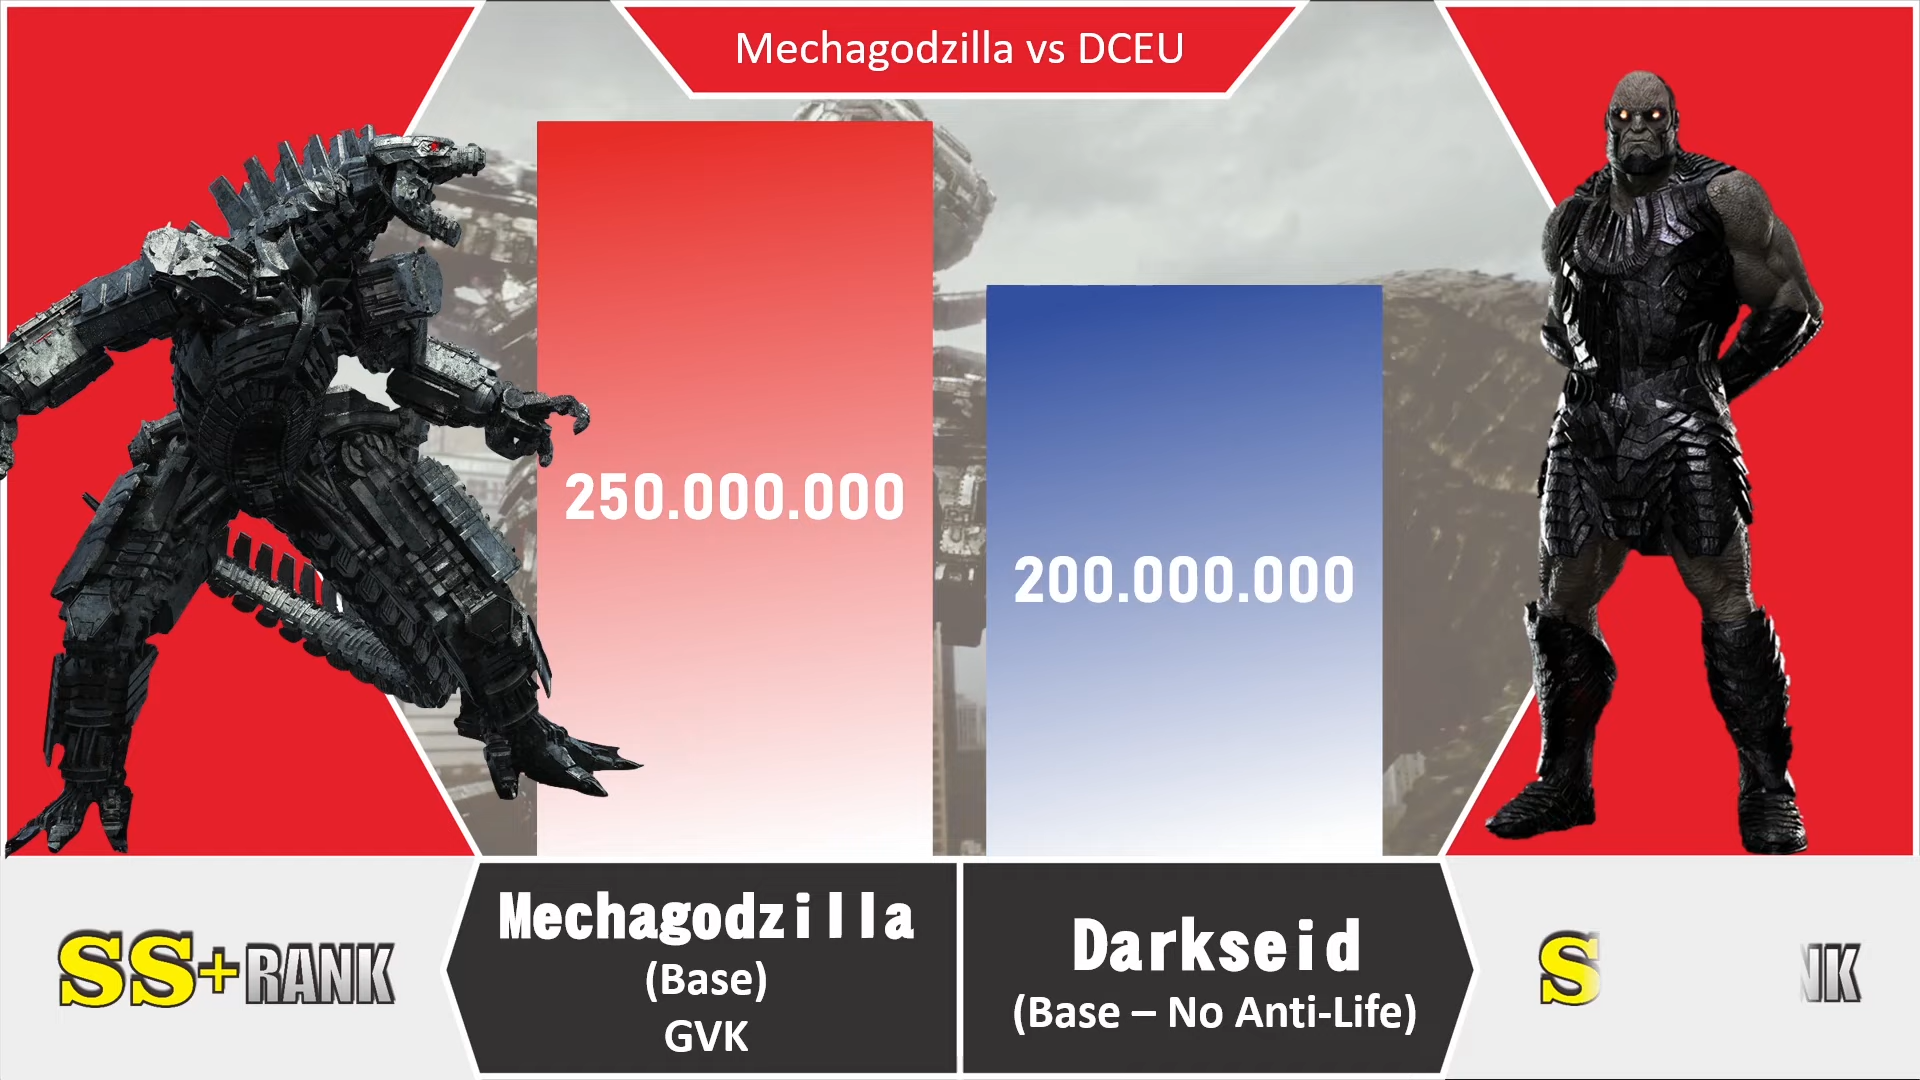 Mechagodzilla vs DCEU
250.000.000
200.000.000
SS+RANK
Mechagodzilla
(Base)
GVK
Darkseid
(Base – No Anti-Life)
S
NK